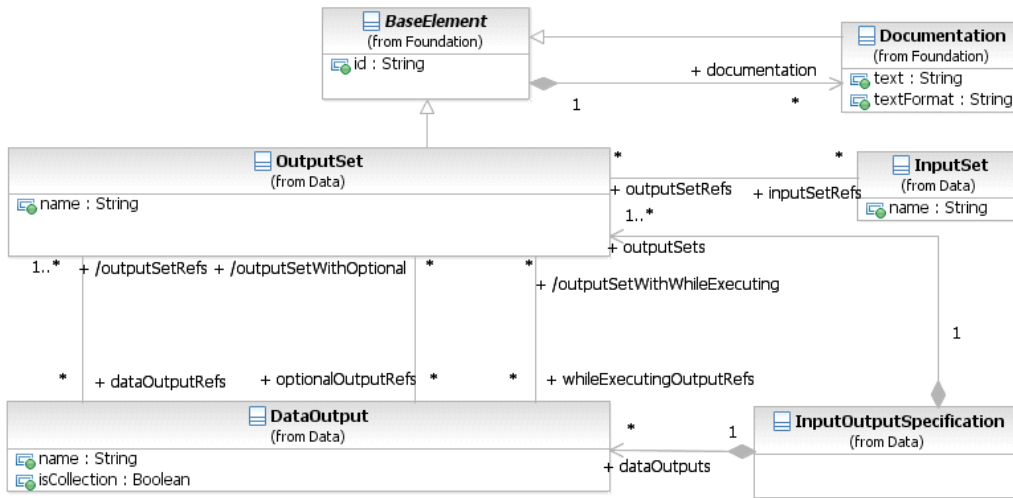 BaseElement
(from Foundation)
id : String
Documentation
(from Foundation)
text : String
textFormat : String
+ documentation
1
*
OutputSet
(from Data)
name : String
*
*
InputSet
(from Data)
name : String
+ outputSetRefs
+ inputSetRefs
1..*
+ outputSets
1..*
+ /outputSetRefs
+ /outputSetWithOptional
*
*
+ /outputSetWithWhileExecuting
1
*
+ dataOutputRefs
+ optionalOutputRefs
*
*
+ whileExecutingOutputRefs
DataOutput
(from Data)
name : String
isCollection : Boolean
*
1
+ dataOutputs
InputOutputSpecification
(from Data)